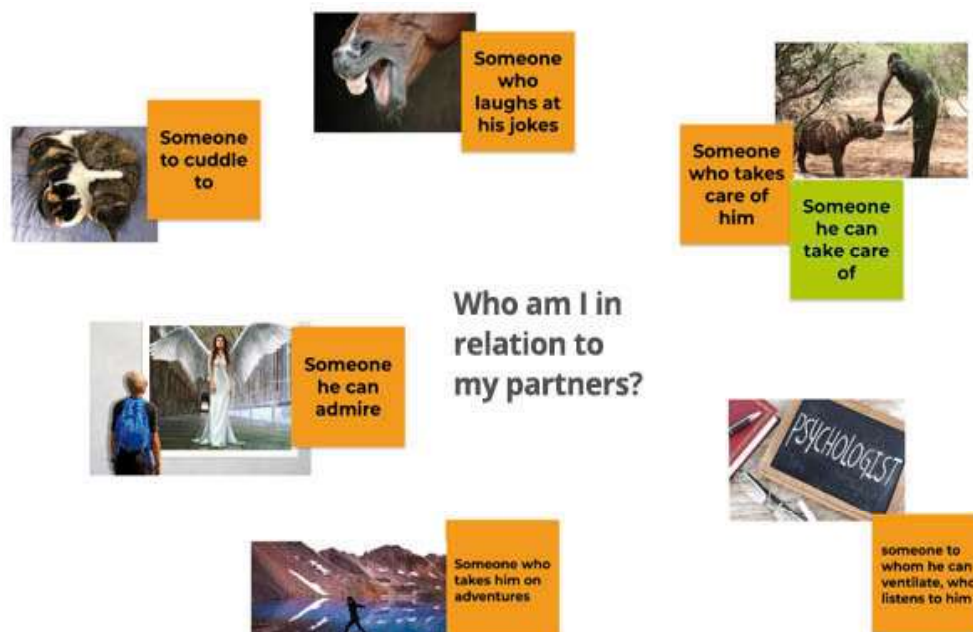 Someone
who
laughs at
his jokes
Someone
to cuddle
to
Someone
who takes
care of
him
Someone
he can
take care
of
Who am I in
relation to
my partners?
Someone
he can
admire
PSYCHOLOGIST
Someone who
takes him on
adventures
someone to
whom he can
ventilate, who
listens to him